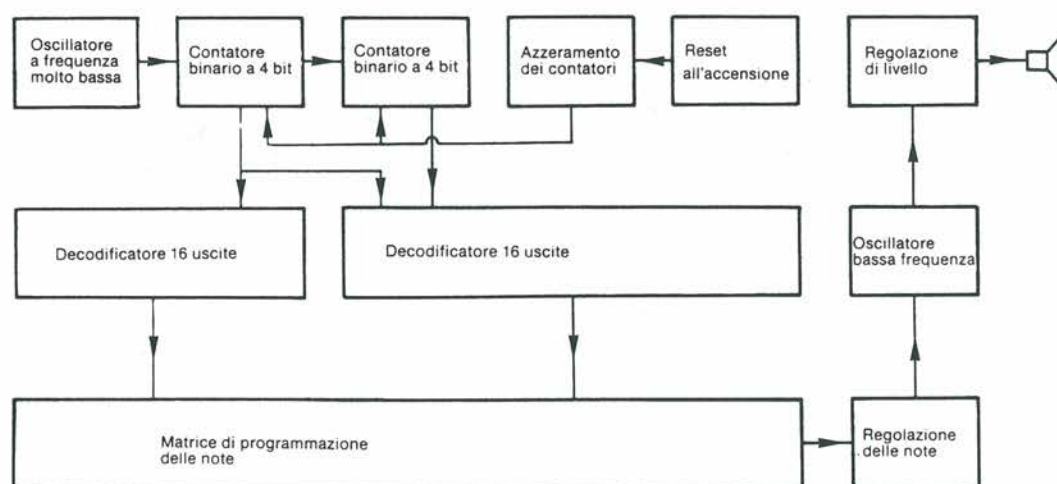 Oscillatore
a frequenza
molto bassa
Contatore
binario a 4 bit
Contatore
binario a 4 bit
Azzeramento
dei contatori
Reset
all'accensione
Regolazione
di livello
Decodificatore 16 uscite
Decodificatore 16 uscite
Oscillatore
bassa frequenza
Matrice di programmazione
delle note
Regolazione
delle note